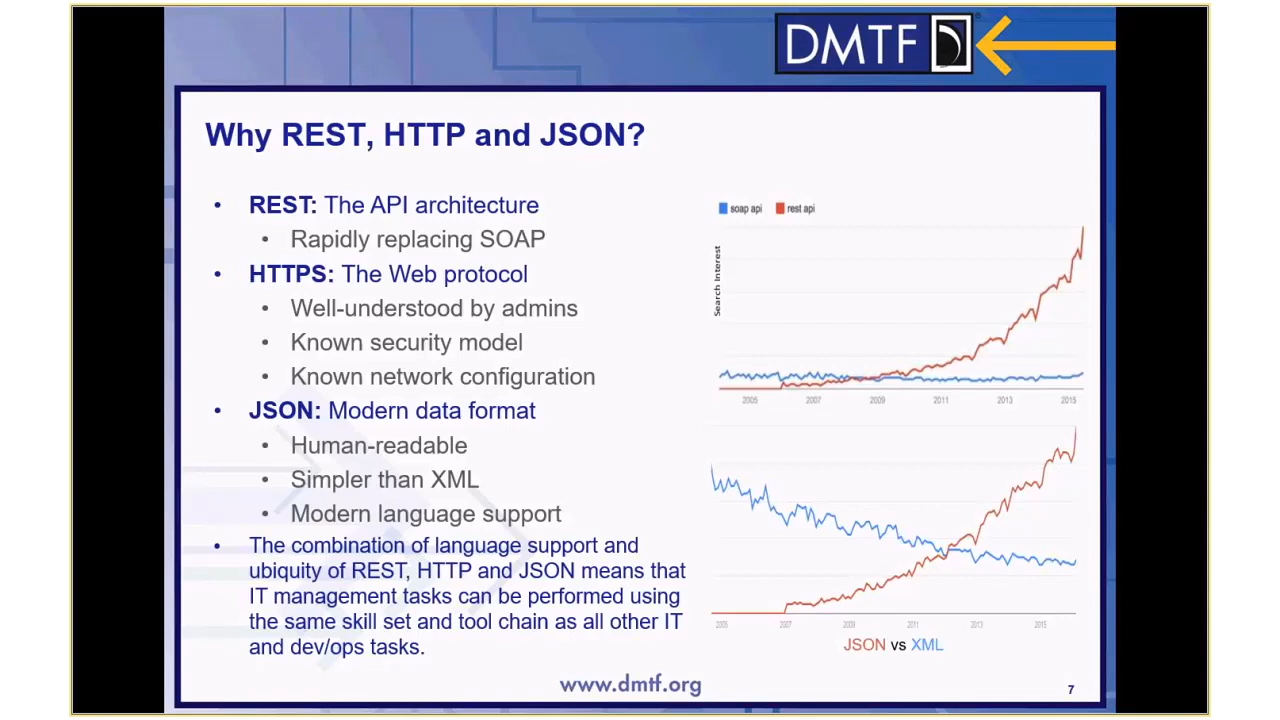 DMTF
Why REST, HTTP and JSON?
• REST: The API architecture
• Rapidly replacing SOAP
• HTTPS: The Web protocol
• Well-understood by admins
• Known security model
• Known network configuration
• JSON: Modern data format
• Human-readable
• Simpler than XML
• Modern language support
• The combination of language support and
ubiquity of REST, HTTP and JSON means that
IT management tasks can be performed using
the same skill set and tool chain as all other IT
and dev/ops tasks.
soap api rest api
Search Interest
2005 2007 2009 2011 2013 2015
2005 2007 2009 2011 2013 2015
JSON vs XML
www.dmtf.org
7